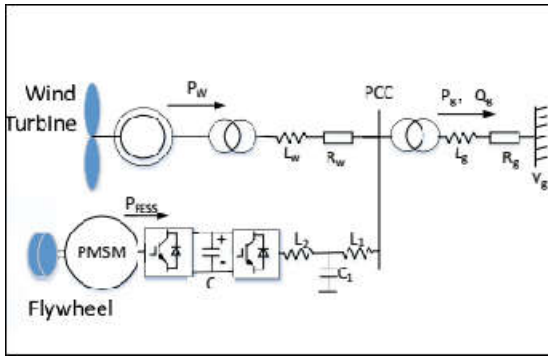 Wind
Turbine
P_W
L_w
R_w
PCC
P_g, Q_g
L_g
R_g
V_g
P_FESS
PMSM
Flywheel
+
-
C
L_2
L_1
C_1